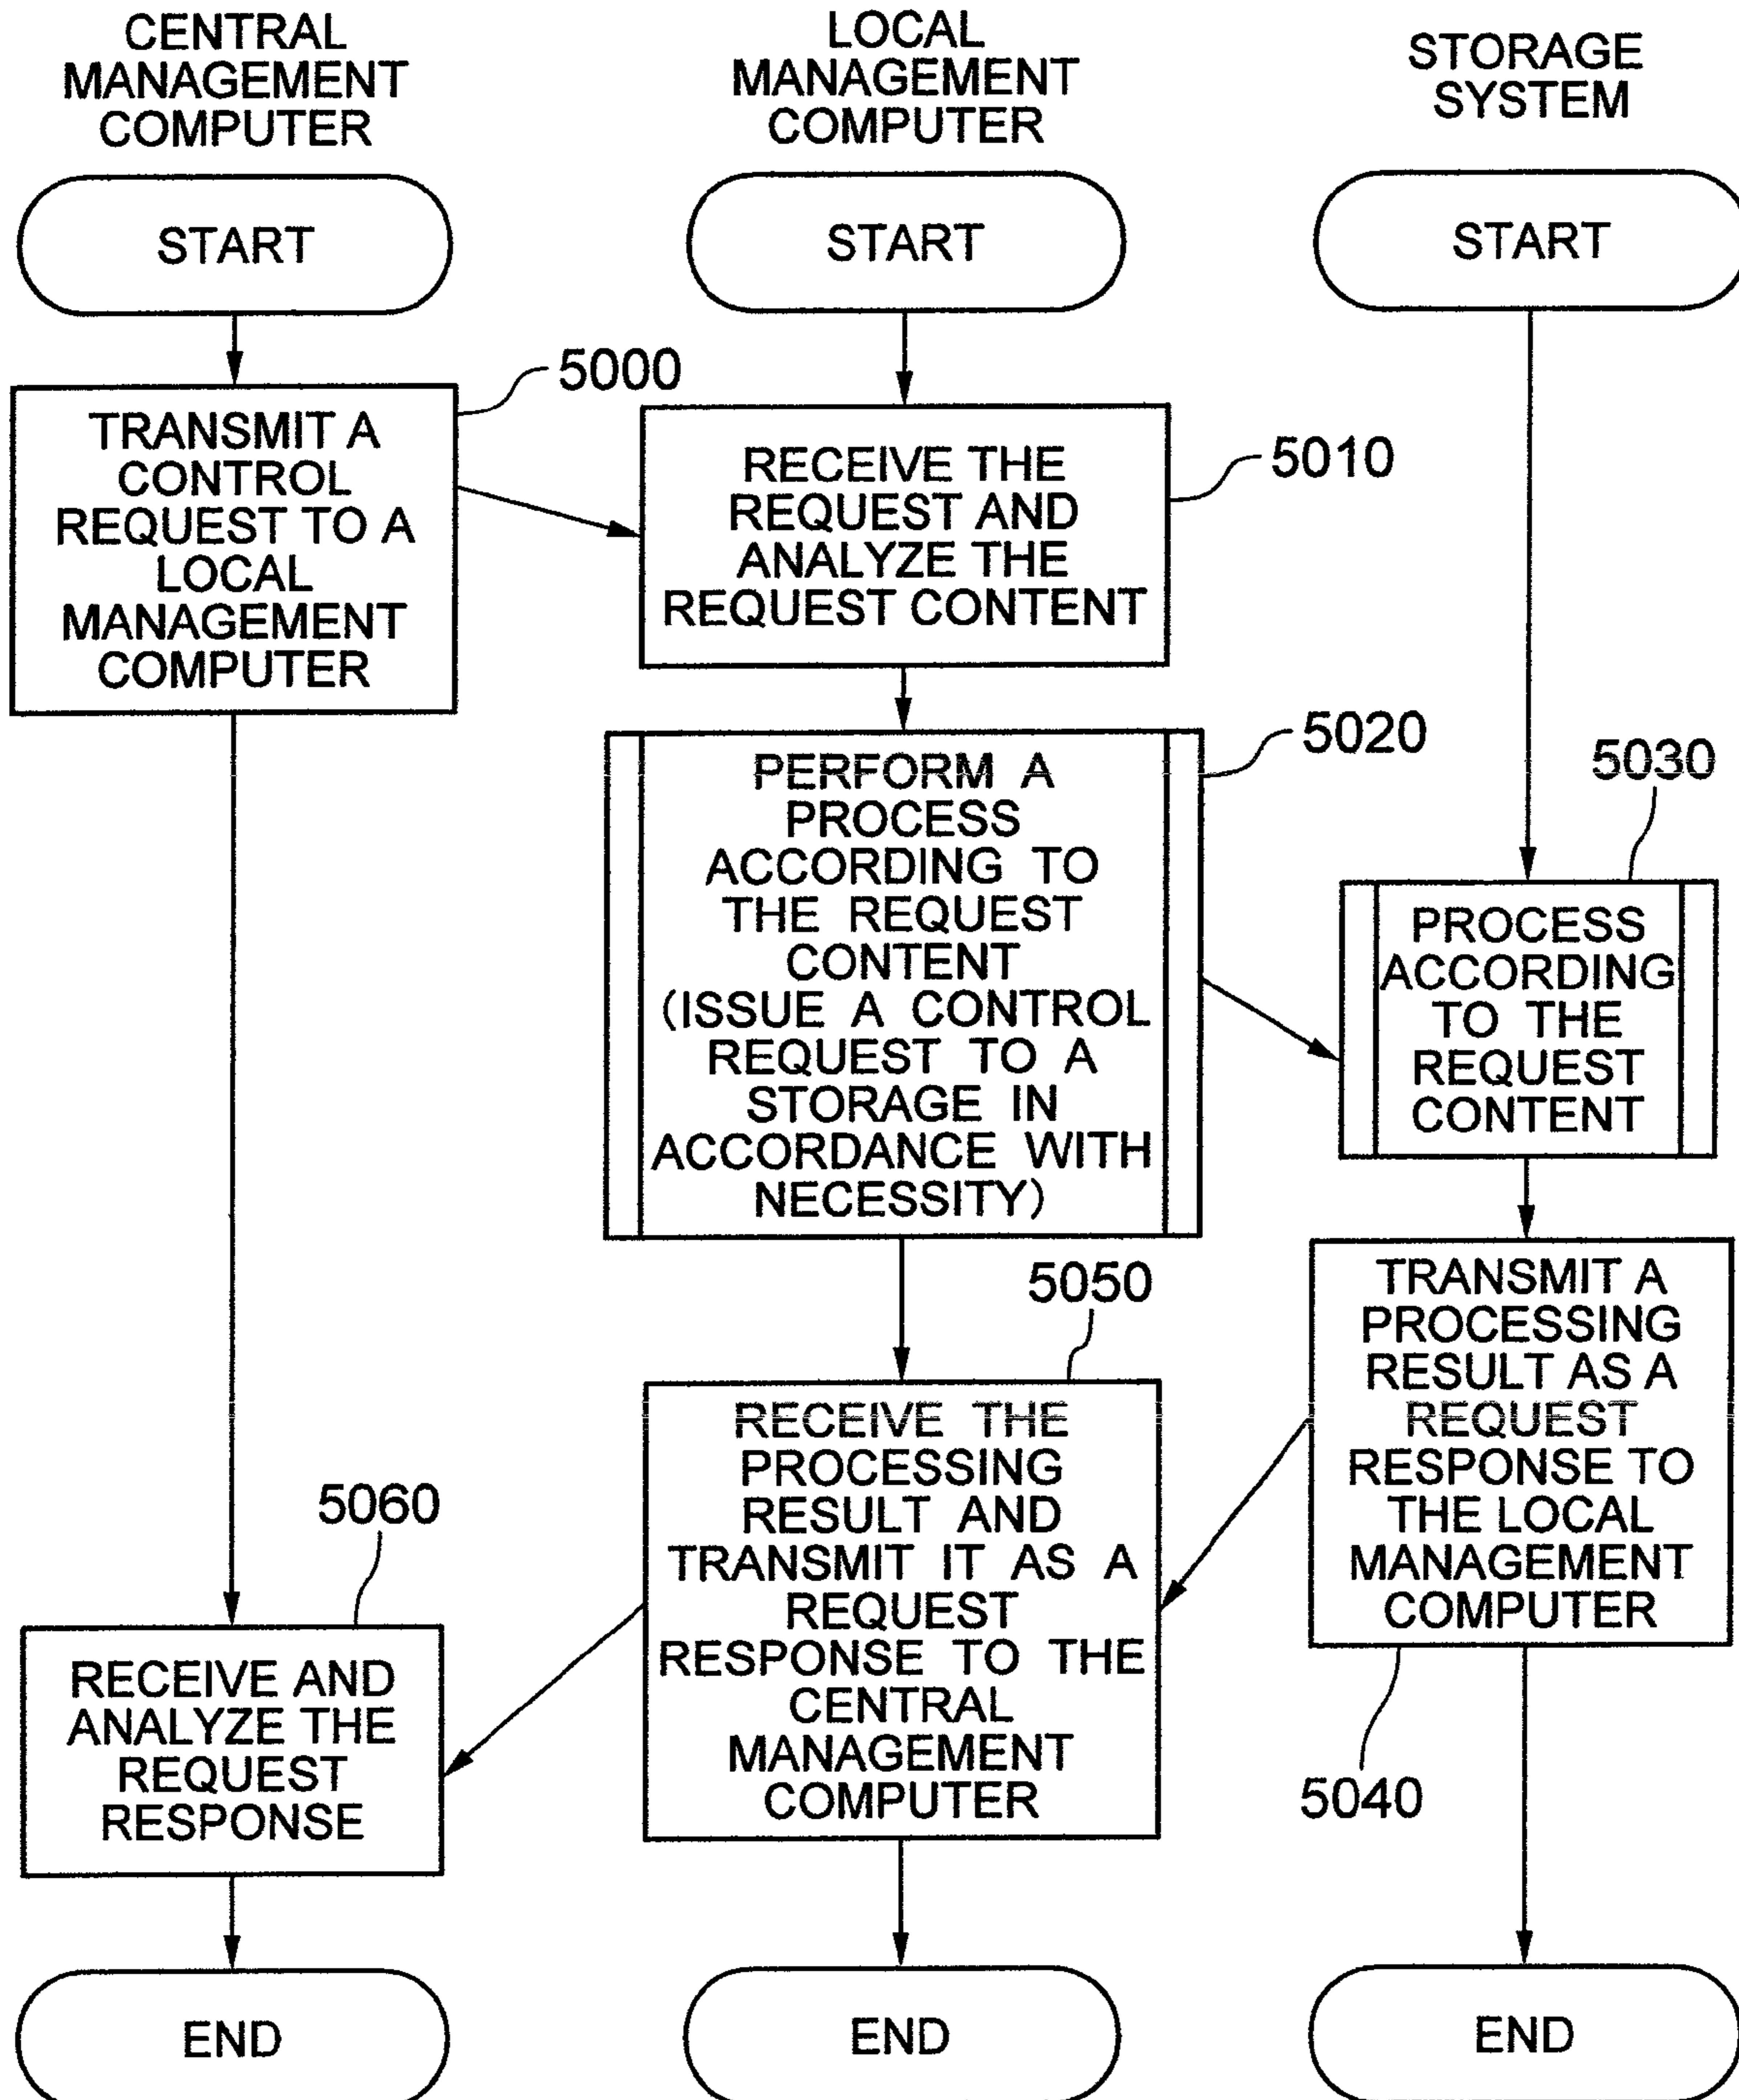 CENTRAL
MANAGEMENT
COMPUTER
LOCAL
MANAGEMENT
COMPUTER
STORAGE
SYSTEM
START
START
START
5000
TRANSMIT A
CONTROL
REQUEST TO A
LOCAL
MANAGEMENT
COMPUTER
5010
RECEIVE THE
REQUEST AND
ANALYZE THE
REQUEST CONTENT
5020
PERFORM A
PROCESS
ACCORDING TO
THE REQUEST
CONTENT
(ISSUE A CONTROL
REQUEST TO A
STORAGE IN
ACCORDANCE WITH
NECESSITY)
5030
PROCESS
ACCORDING
TO THE
REQUEST
CONTENT
5050
RECEIVE THE
PROCESSING
RESULT AND
TRANSMIT IT AS A
REQUEST
RESPONSE TO THE
CENTRAL
MANAGEMENT
COMPUTER
TRANSMIT A
PROCESSING
RESULT AS A
REQUEST
RESPONSE TO
THE LOCAL
MANAGEMENT
COMPUTER
5040
5060
RECEIVE AND
ANALYZE THE
REQUEST
RESPONSE
END
END
END